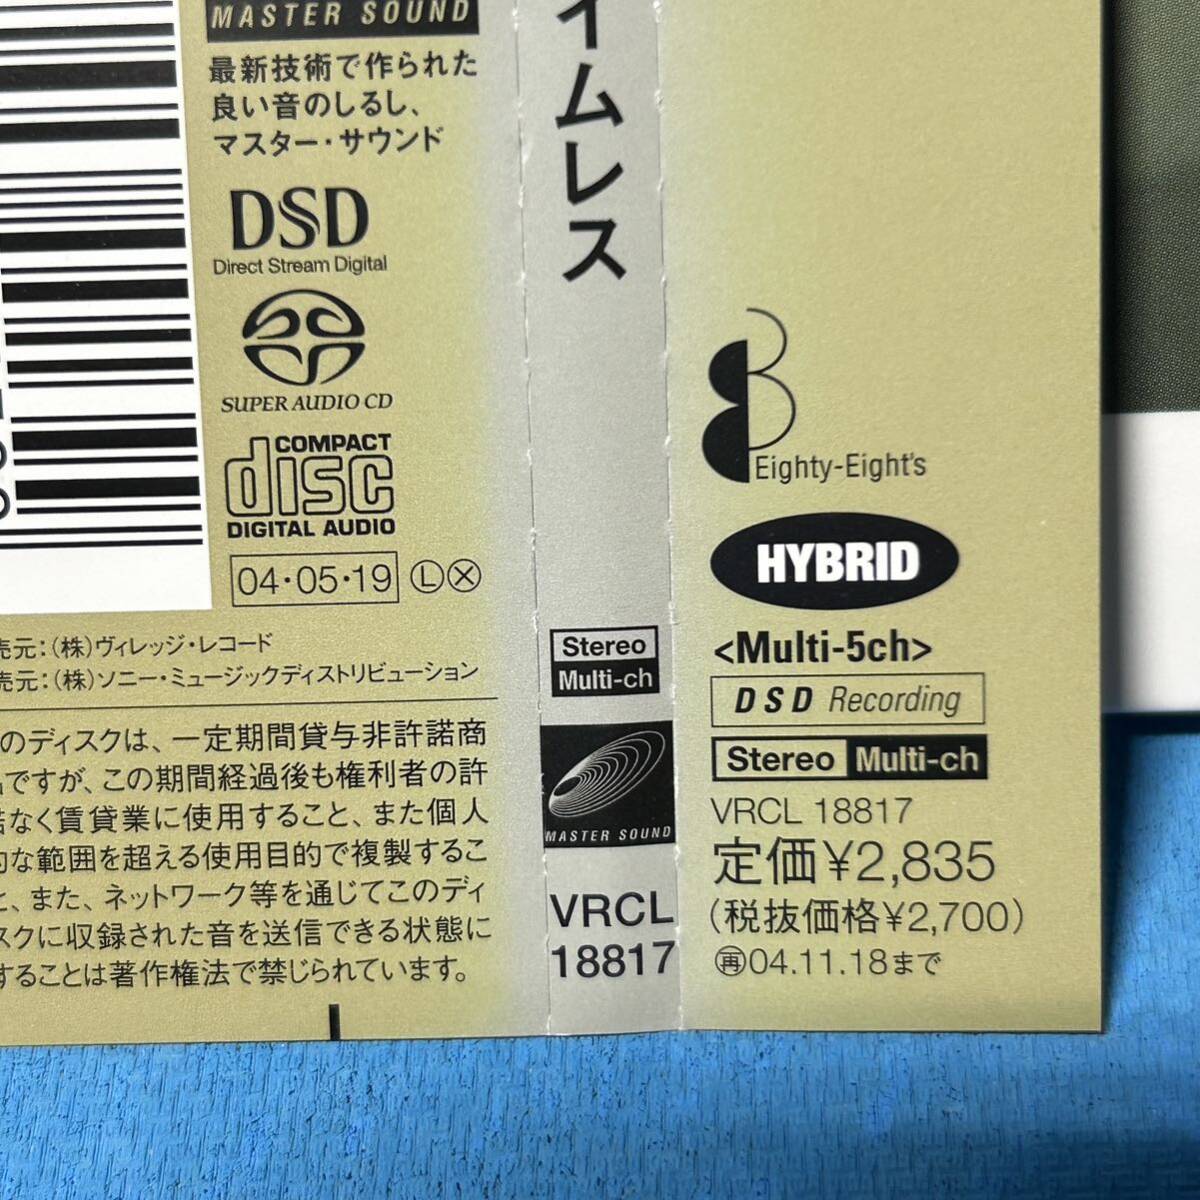 MASTER SOUND
最新技術で作られた
良い音のしるし、
マスター・サウンド
DSD
Direct Stream Digital
SUPER AUDIO CD
COMPACT
disc
DIGITAL AUDIO
04・05・19 Ⓛ Ⓧ
売元：（株）ヴィレッジ・レコード
売元：（株）ソニー・ミュージックディストリビューション
のディスクは、一定期間貸与非許諾商
ですが、この期間経過後も権利者の許
なく賃貸業に使用すること、また個人
的な範囲を超える使用目的で複製するこ
と、また、ネットワーク等を通じてこのディ
スクに収録された音を送信できる状態に
することは著作権法で禁じられています。
イムレス
Stereo
Multi-ch
MASTER SOUND
VRCL
18817
Eighty-Eight's
HYBRID
<Multi-5ch>
DSD Recording
Stereo Multi-ch
VRCL 18817
定価¥2,835
（税抜価格¥2,700）
㊢04.11.18まで